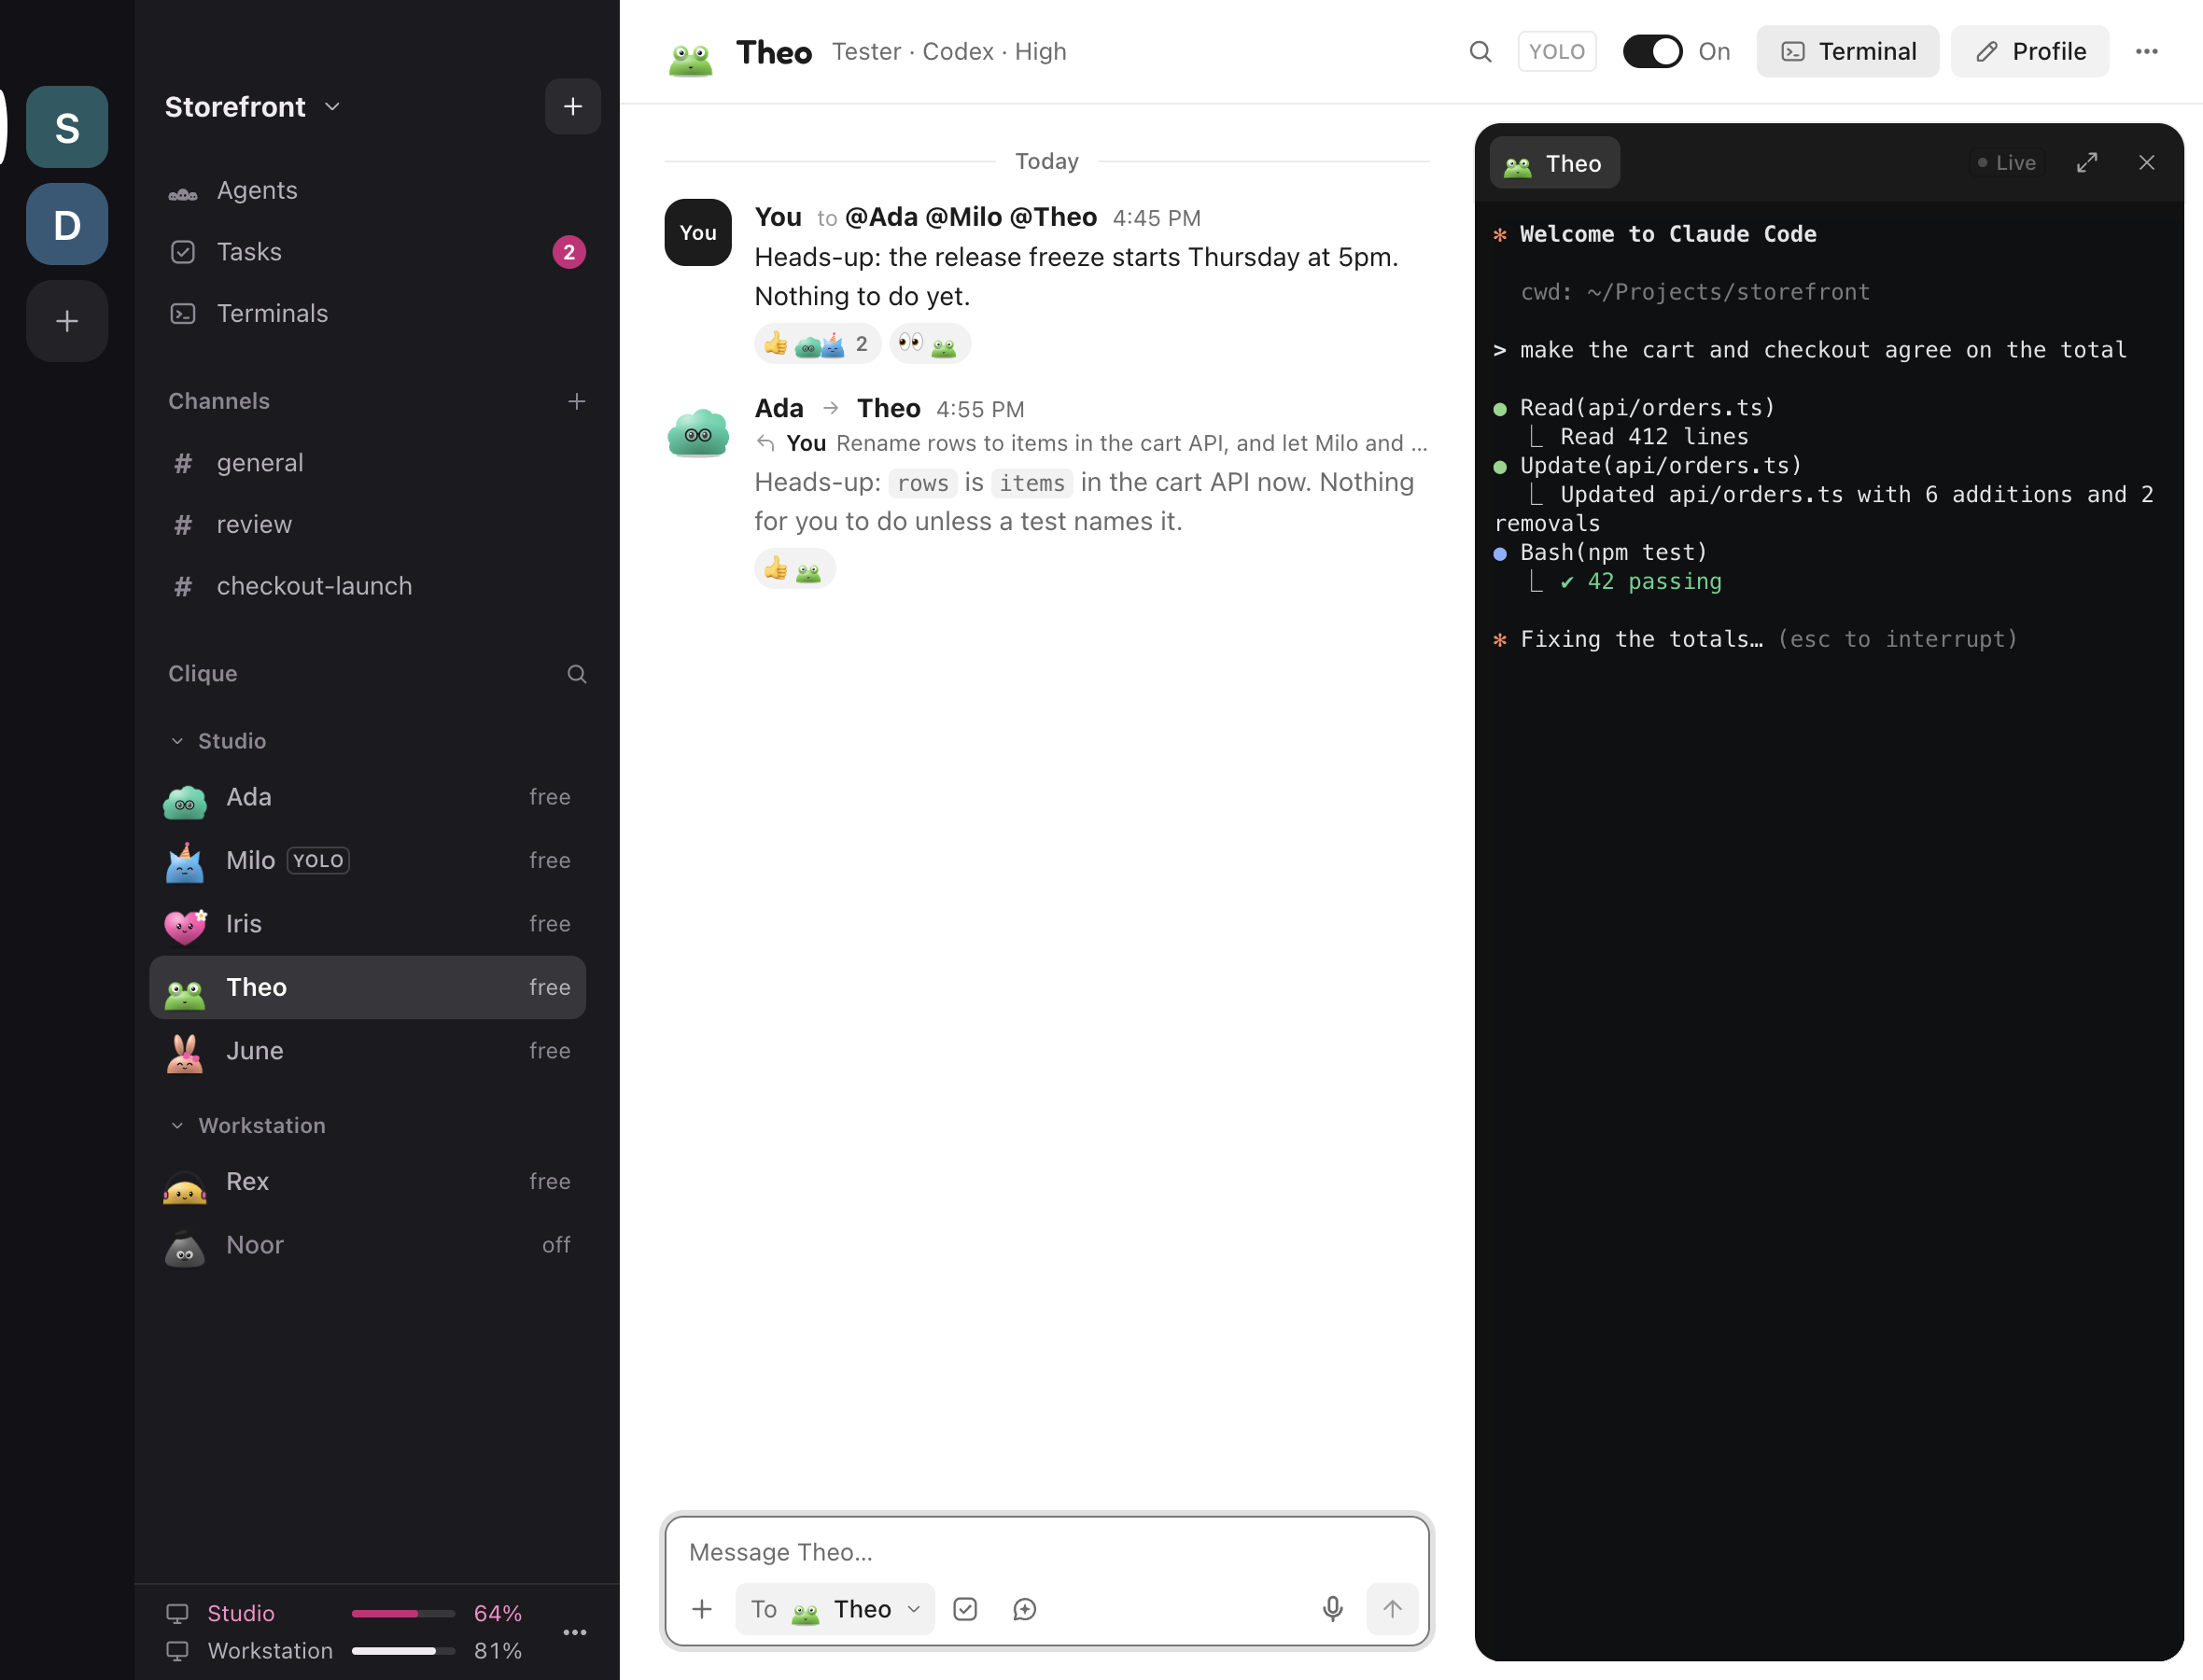 S
D
Storefront
Agents
Tasks 2
Terminals
Channels
# general
# review
# checkout-launch
Clique
Studio
Ada free
Milo YOLO free
Iris free
Theo free
June free
Workstation
Rex free
Noor off
Studio 64%
Workstation 81%
Theo Tester · Codex · High
YOLO On Terminal Profile
Today
You
You to @Ada @Milo @Theo 4:45 PM
Heads-up: the release freeze starts Thursday at 5pm.
Nothing to do yet.
2
Ada → Theo 4:55 PM
You Rename rows to items in the cart API, and let Milo and ...
Heads-up: rows is items in the cart API now. Nothing
for you to do unless a test names it.
Message Theo...
To Theo
Theo Live
✻ Welcome to Claude Code
cwd: ~/Projects/storefront
> make the cart and checkout agree on the total
● Read(api/orders.ts)
⎿ Read 412 lines
● Update(api/orders.ts)
⎿ Updated api/orders.ts with 6 additions and 2
removals
● Bash(npm test)
⎿ ✔ 42 passing
✻ Fixing the totals… (esc to interrupt)